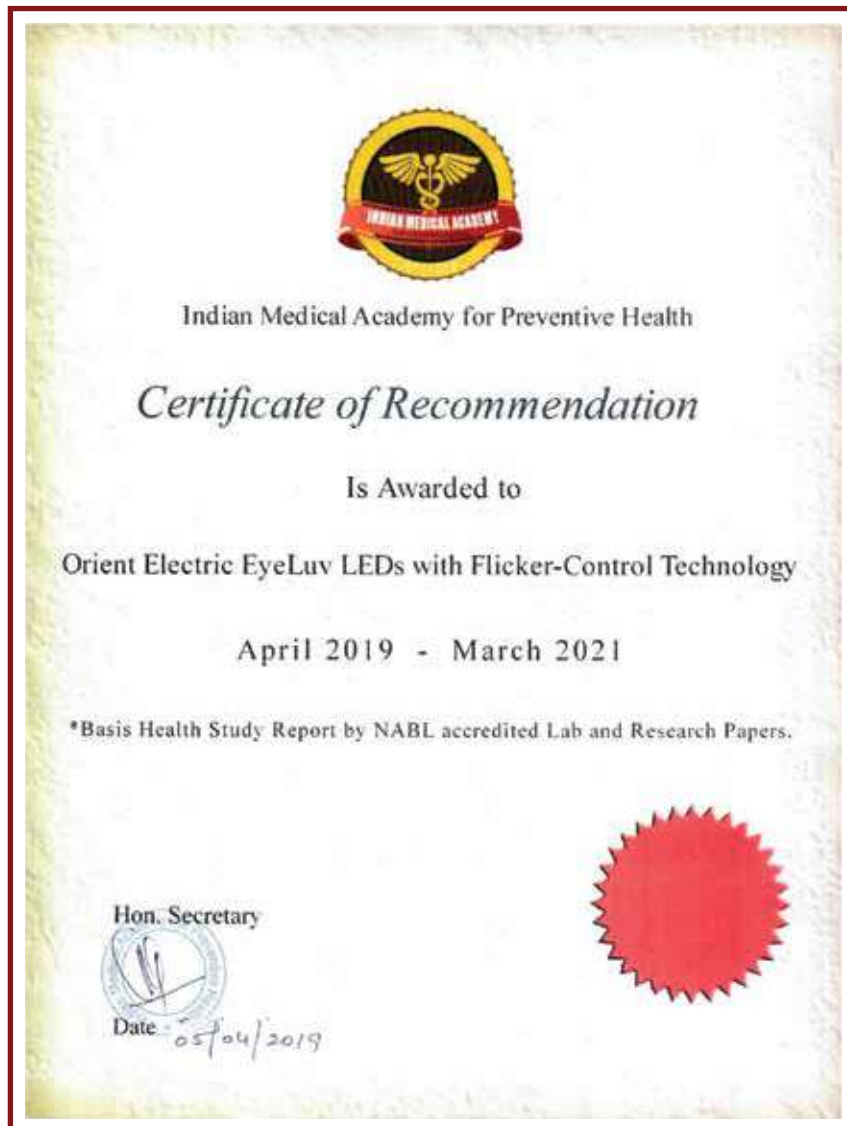 INDIAN MEDICAL ACADEMY
Indian Medical Academy for Preventive Health
Certificate of Recommendation
Is Awarded to
Orient Electric EyeLuv LEDs with Flicker-Control Technology
April 2019 - March 2021
*Basis Health Study Report by NABL accredited Lab and Research Papers.
Hon. Secretary
Date 05/04/2019